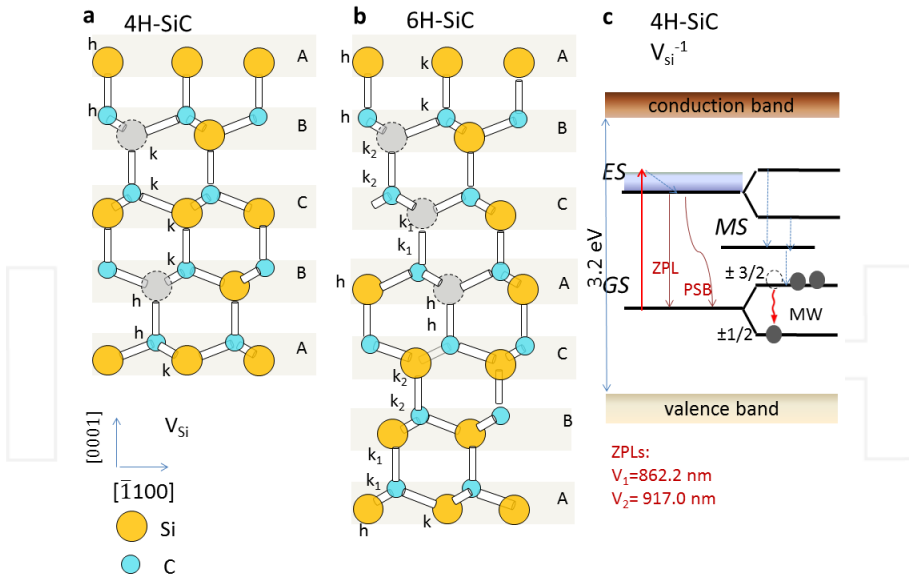 a 4H-SiC
h
A
h
k
B
k
k
C
k
k
B
h
h
A
k
[0001]
V_Si
[1̅100]
Si
C
b 6H-SiC
h
k
A
h
k
B
k₂
k₂
C
k₁
k₁
A
h
h
C
k₂
k₂
B
k₁
k₁
A
h
k
c 4H-SiC
V_si⁻¹
conduction band
ES
MS
3.2 eV
± 3/2
GS
ZPL
PSB
MW
±1/2
valence band
ZPLs:
V₁=862.2 nm
V₂= 917.0 nm